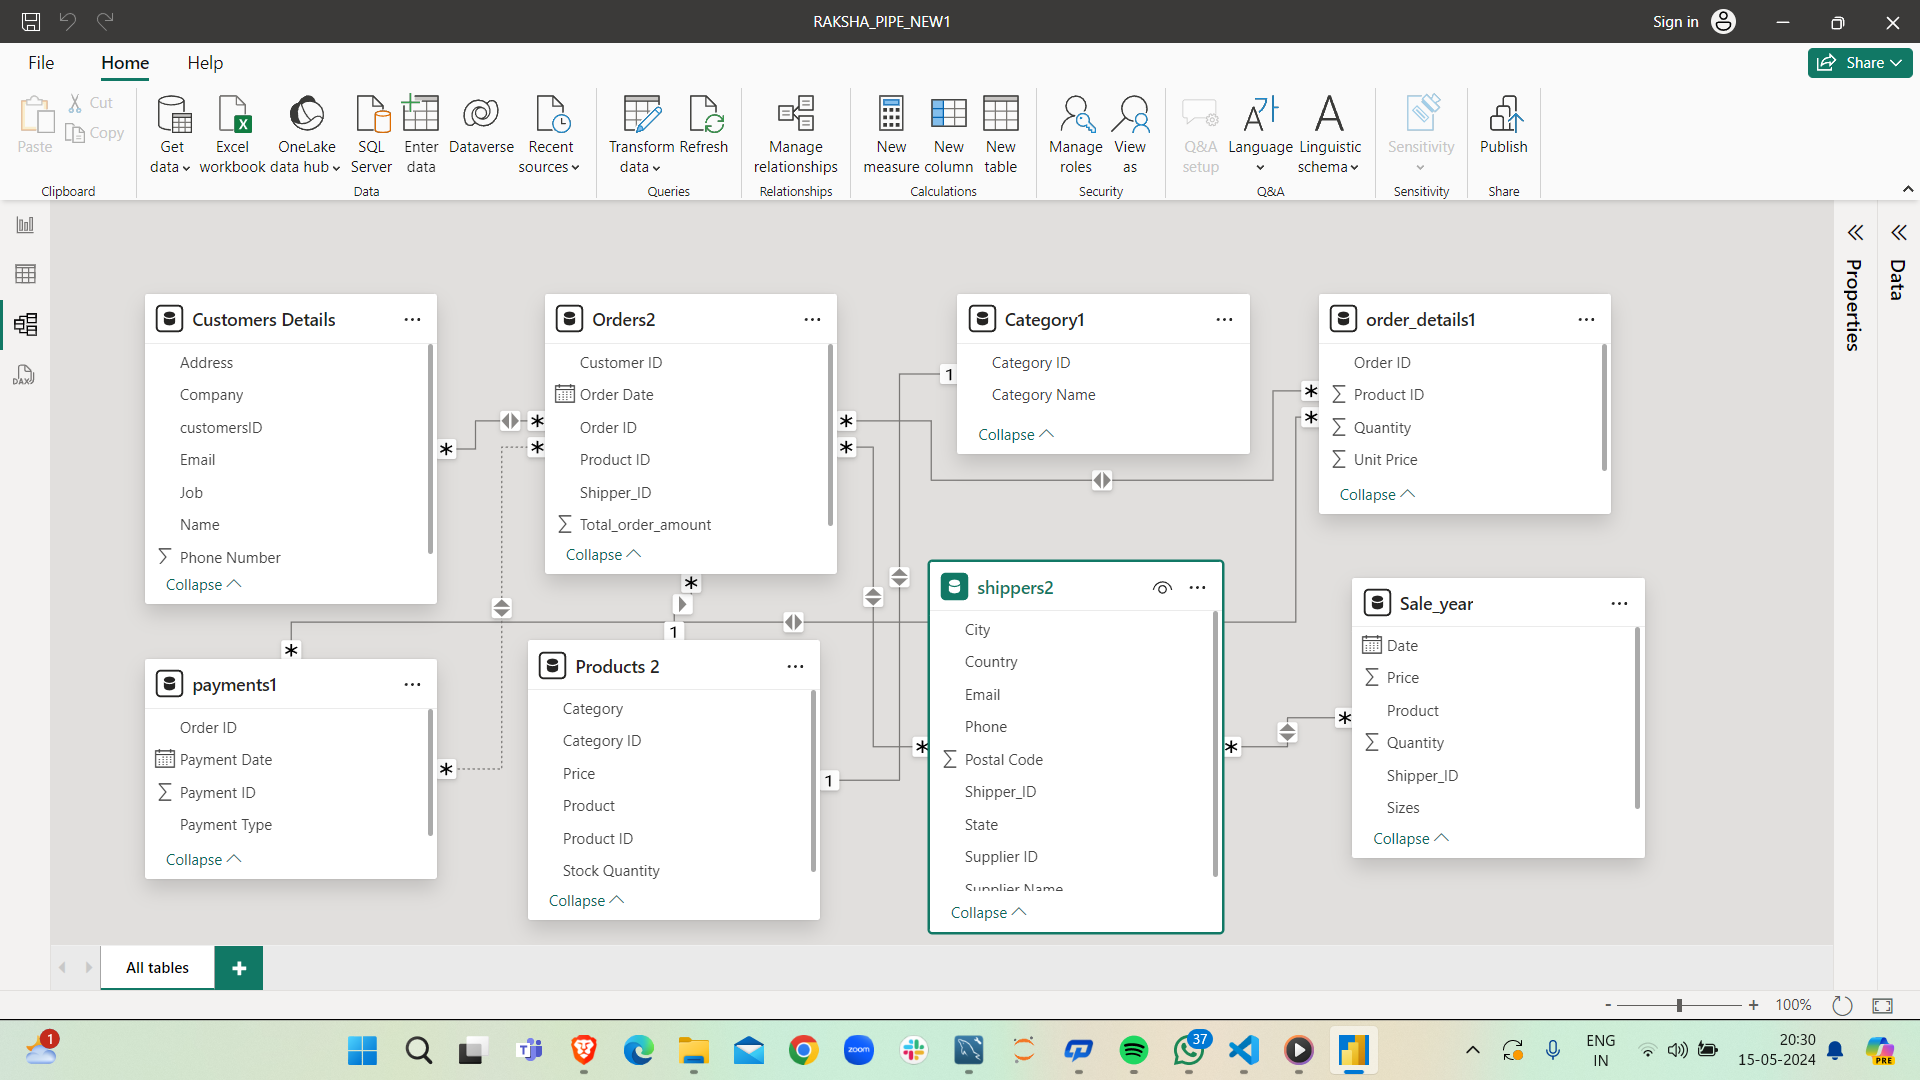 RAKSHA_PIPE_NEW1
Sign in
File
Home
Help
Share
Paste
Cut
Copy
Clipboard
Get data
Excel workbook
OneLake data hub
SQL Server
Enter data
Dataverse
Recent sources
Data
Transform data
Refresh
Queries
Manage relationships
Relationships
New measure
New column
New table
Calculations
Manage roles
View as
Security
Q&A setup
Language
Linguistic schema
Q&A
Sensitivity
Sensitivity
Publish
Share
DAX
Customers Details
Address
Company
customersID
Email
Job
Name
Phone Number
Collapse
Orders2
Customer ID
Order Date
Order ID
Product ID
Shipper_ID
Total_order_amount
Collapse
Category1
Category ID
Category Name
Collapse
order_details1
Order ID
Product ID
Quantity
Unit Price
Collapse
payments1
Order ID
Payment Date
Payment ID
Payment Type
Collapse
Products 2
Category
Category ID
Price
Product
Product ID
Stock Quantity
Collapse
shippers2
City
Country
Email
Phone
Postal Code
Shipper_ID
State
Supplier ID
Supplier Name
Collapse
Sale_year
Date
Price
Product
Quantity
Shipper_ID
Sizes
Collapse
1
1
1
Properties
Data
All tables
100%
1
zoom
37
ENG
IN
20:30
15-05-2024
PRE